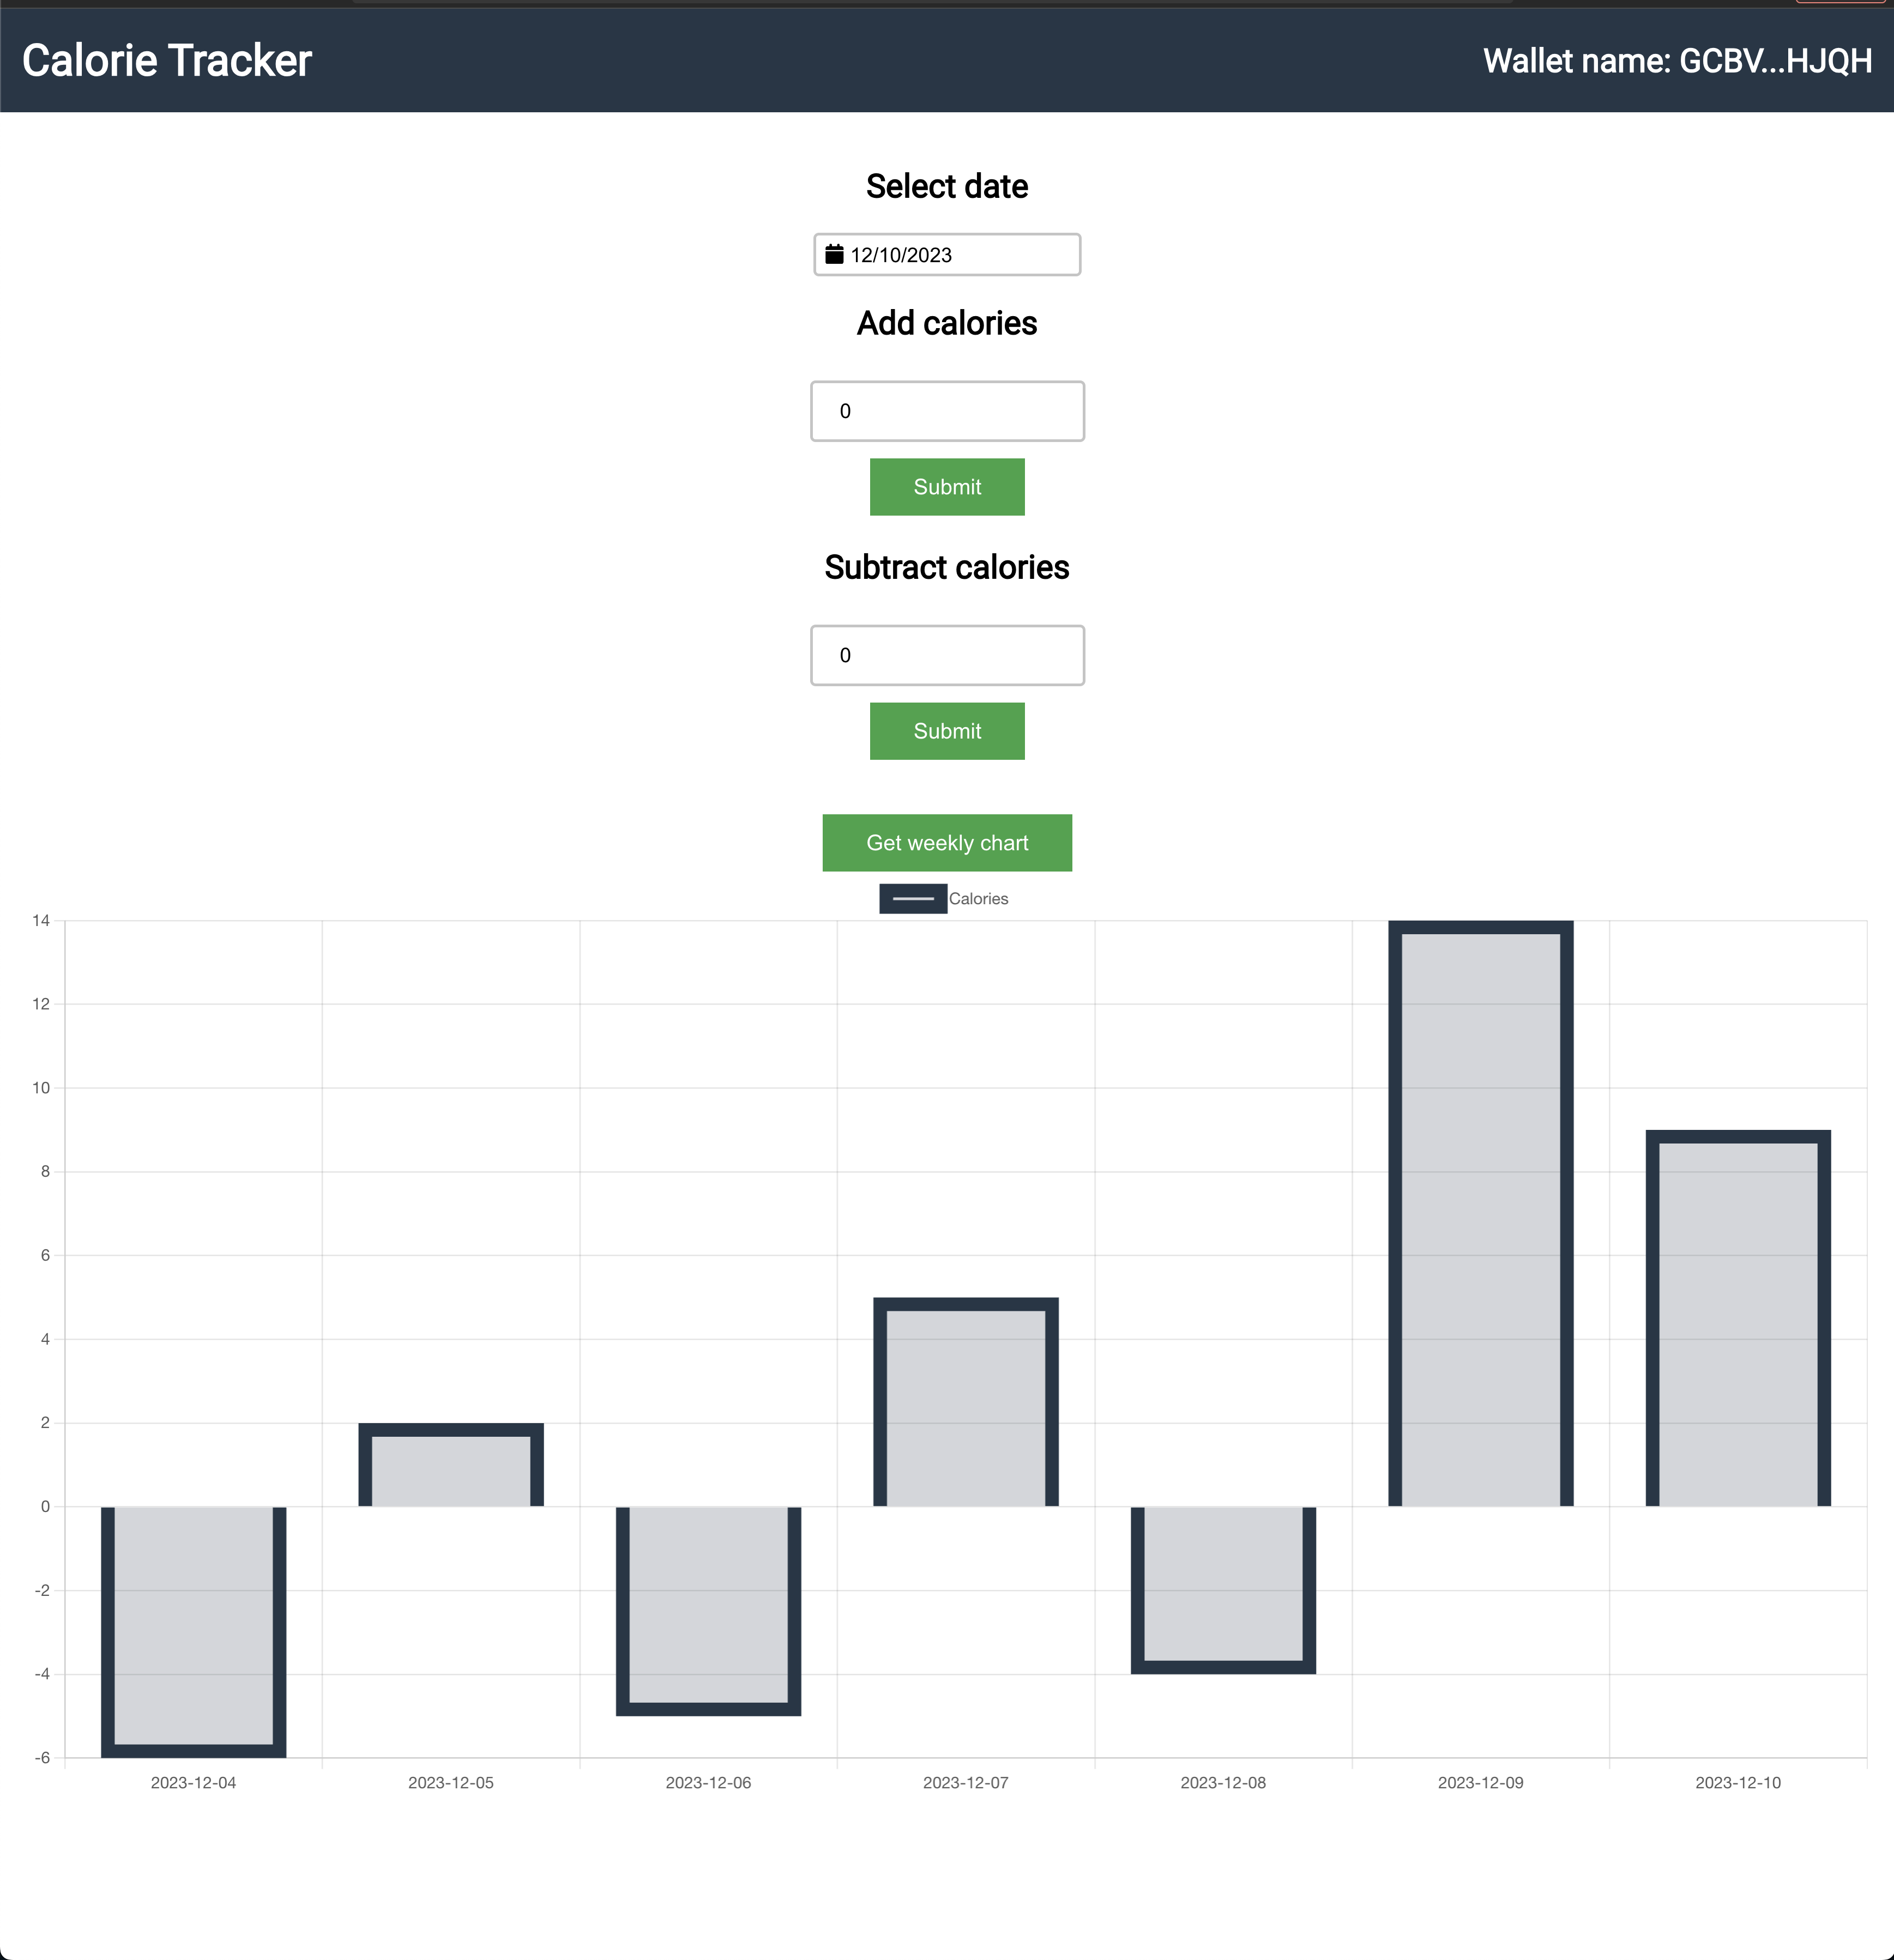 Calorie Tracker
Wallet name: GCBV...HJQH
Select date
12/10/2023
Add calories
0
Submit
Subtract calories
0
Submit
Get weekly chart
Calories
14
12
10
8
6
4
2
0
-2
-4
-6
2023-12-04 2023-12-05 2023-12-06 2023-12-07 2023-12-08 2023-12-09 2023-12-10